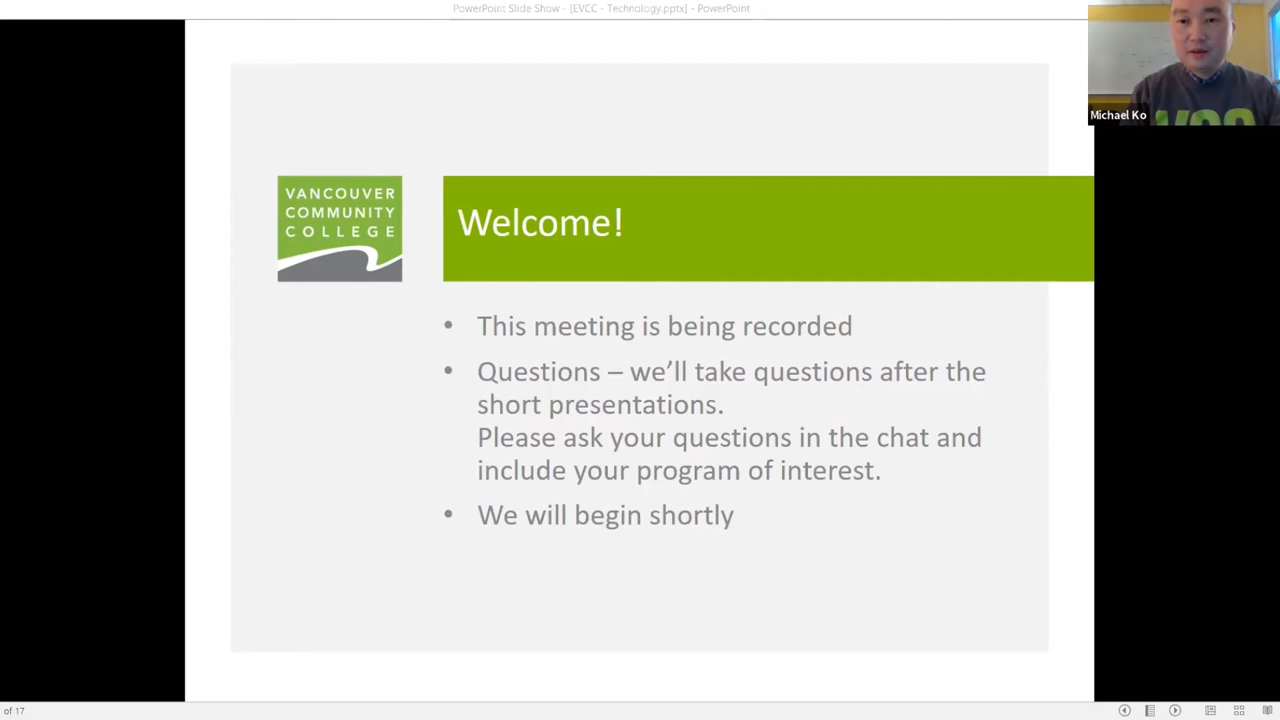 PowerPoint Slide Show - [EVCC - Technology.pptx] - PowerPoint
Michael Ko
VCC
VANCOUVER
COMMUNITY
COLLEGE
Welcome!
• This meeting is being recorded
• Questions – we’ll take questions after the
short presentations.
Please ask your questions in the chat and
include your program of interest.
• We will begin shortly
of 17